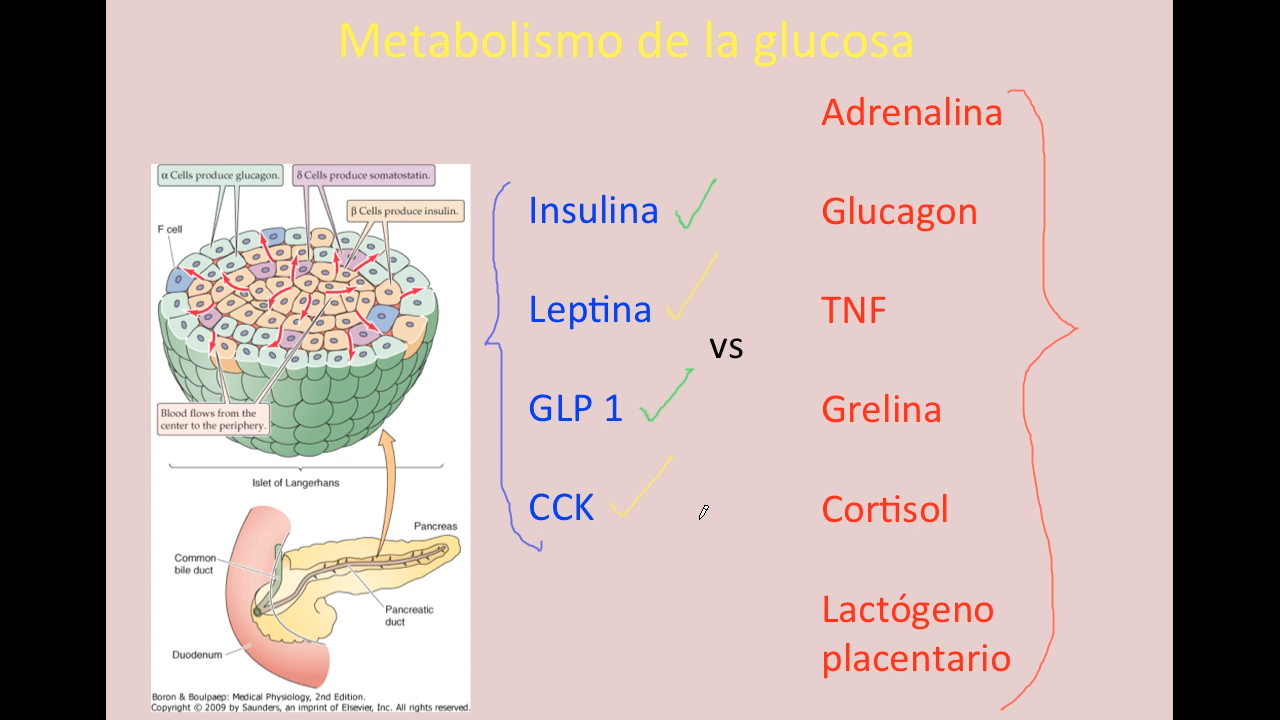 Metabolismo de la glucosa
α Cells produce glucagon.
δ Cells produce somatostatin.
β Cells produce insulin.
F cell
Blood flows from the
center to the periphery.
Islet of Langerhans
Pancreas
Common
bile duct
Pancreatic
duct
Duodenum
Boron & Boulpaep: Medical Physiology, 2nd Edition.
Copyright © 2009 by Saunders, an imprint of Elsevier, Inc. All rights reserved.
Insulina
Leptina
GLP 1
CCK
vs
Adrenalina
Glucagon
TNF
Grelina
Cortisol
Lactógeno
placentario